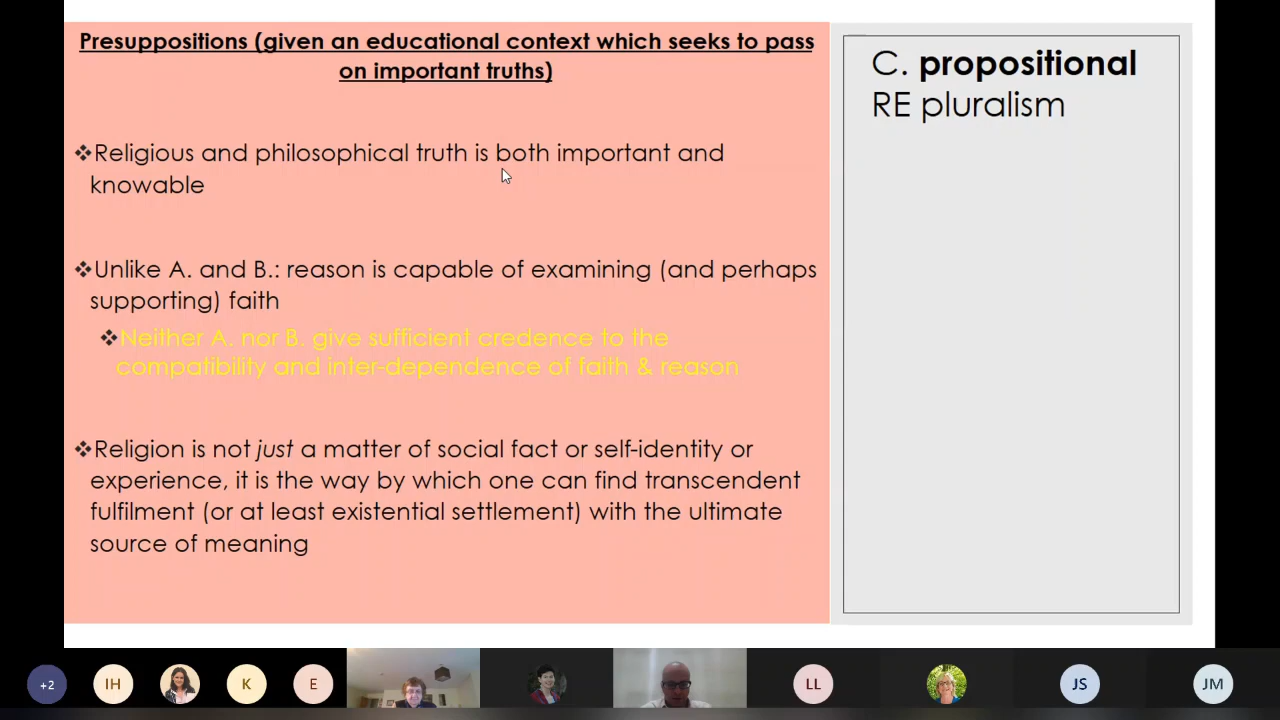 Presuppositions (given an educational context which seeks to pass
on important truths)
❖Religious and philosophical truth is both important and
knowable
❖Unlike A. and B.: reason is capable of examining (and perhaps
supporting) faith
❖Neither A. nor B. give sufficient credence to the
compatibility and inter-dependence of faith & reason
❖Religion is not just a matter of social fact or self-identity or
experience, it is the way by which one can find transcendent
fulfilment (or at least existential settlement) with the ultimate
source of meaning
C. propositional
RE pluralism
+2
IH
K
E
LL
JS
JM